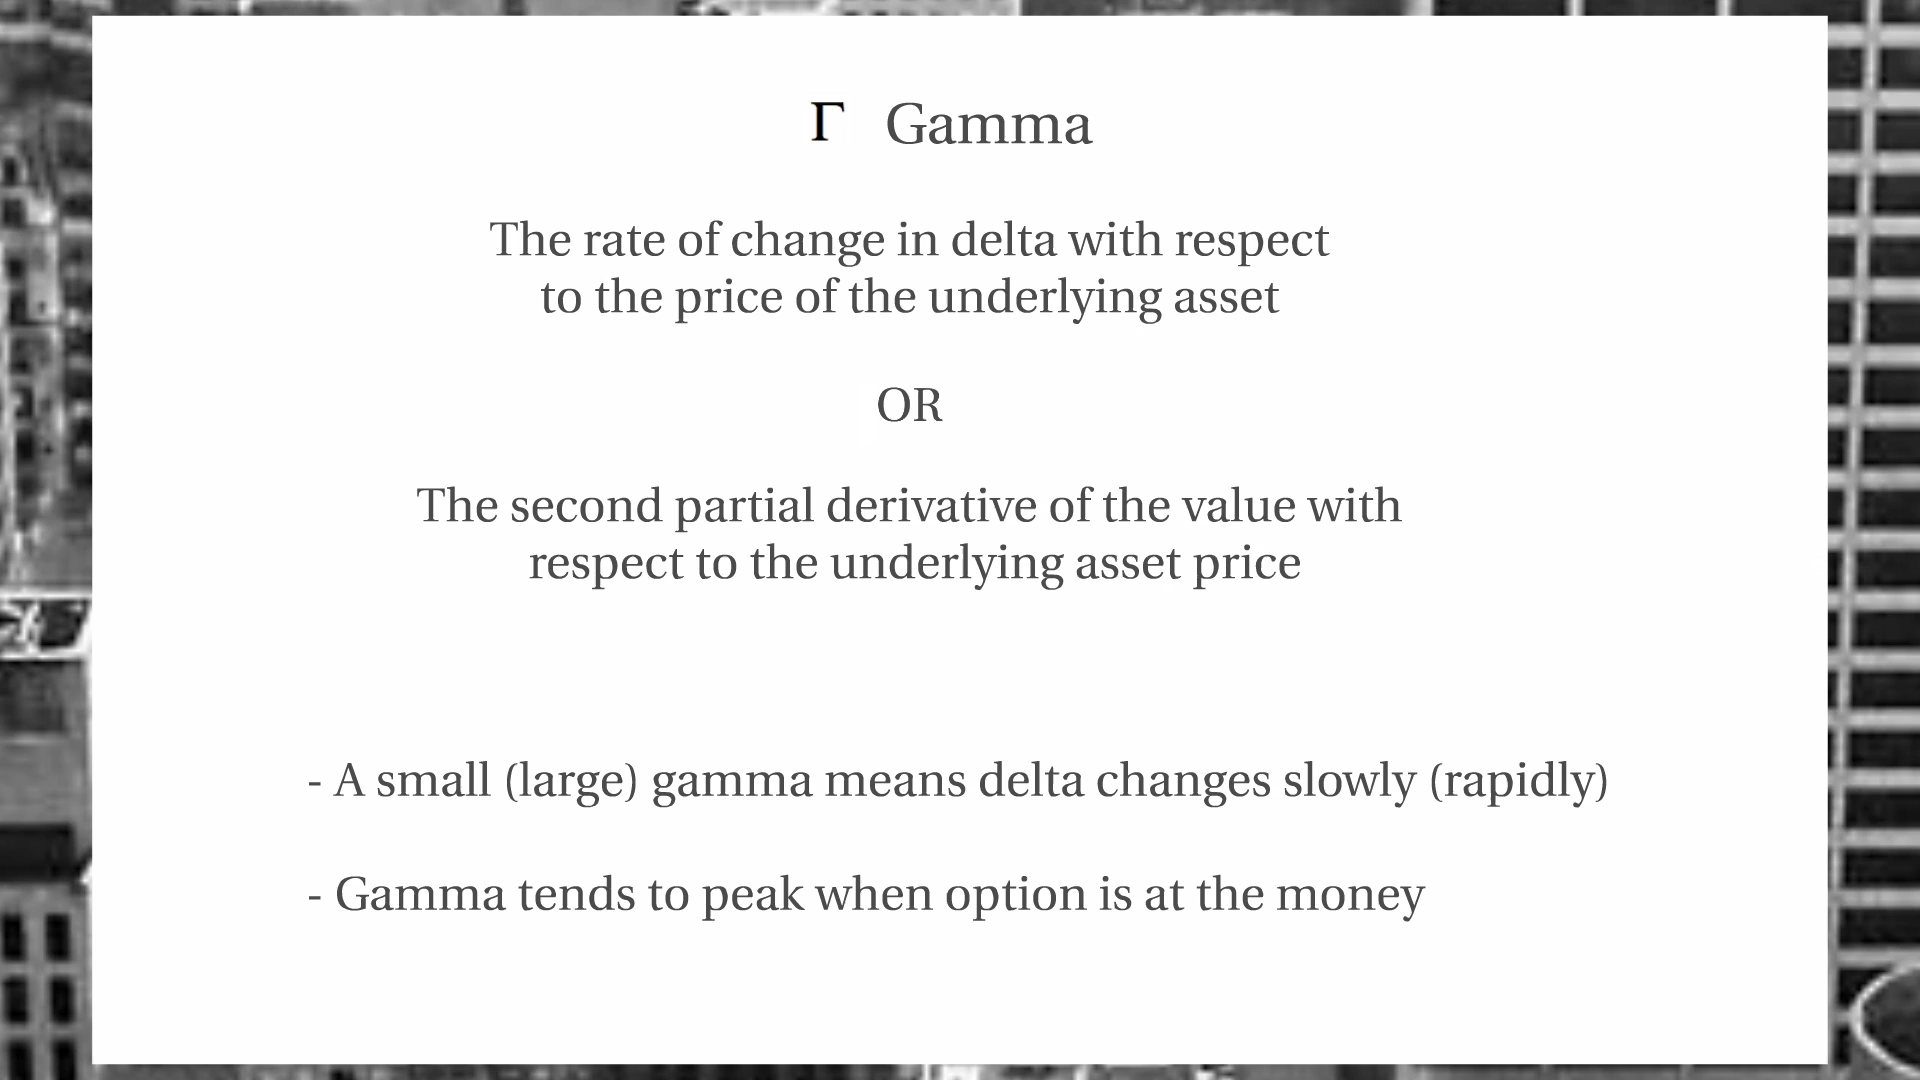 Γ Gamma
The rate of change in delta with respect
to the price of the underlying asset
OR
The second partial derivative of the value with
respect to the underlying asset price
- A small (large) gamma means delta changes slowly (rapidly)
- Gamma tends to peak when option is at the money